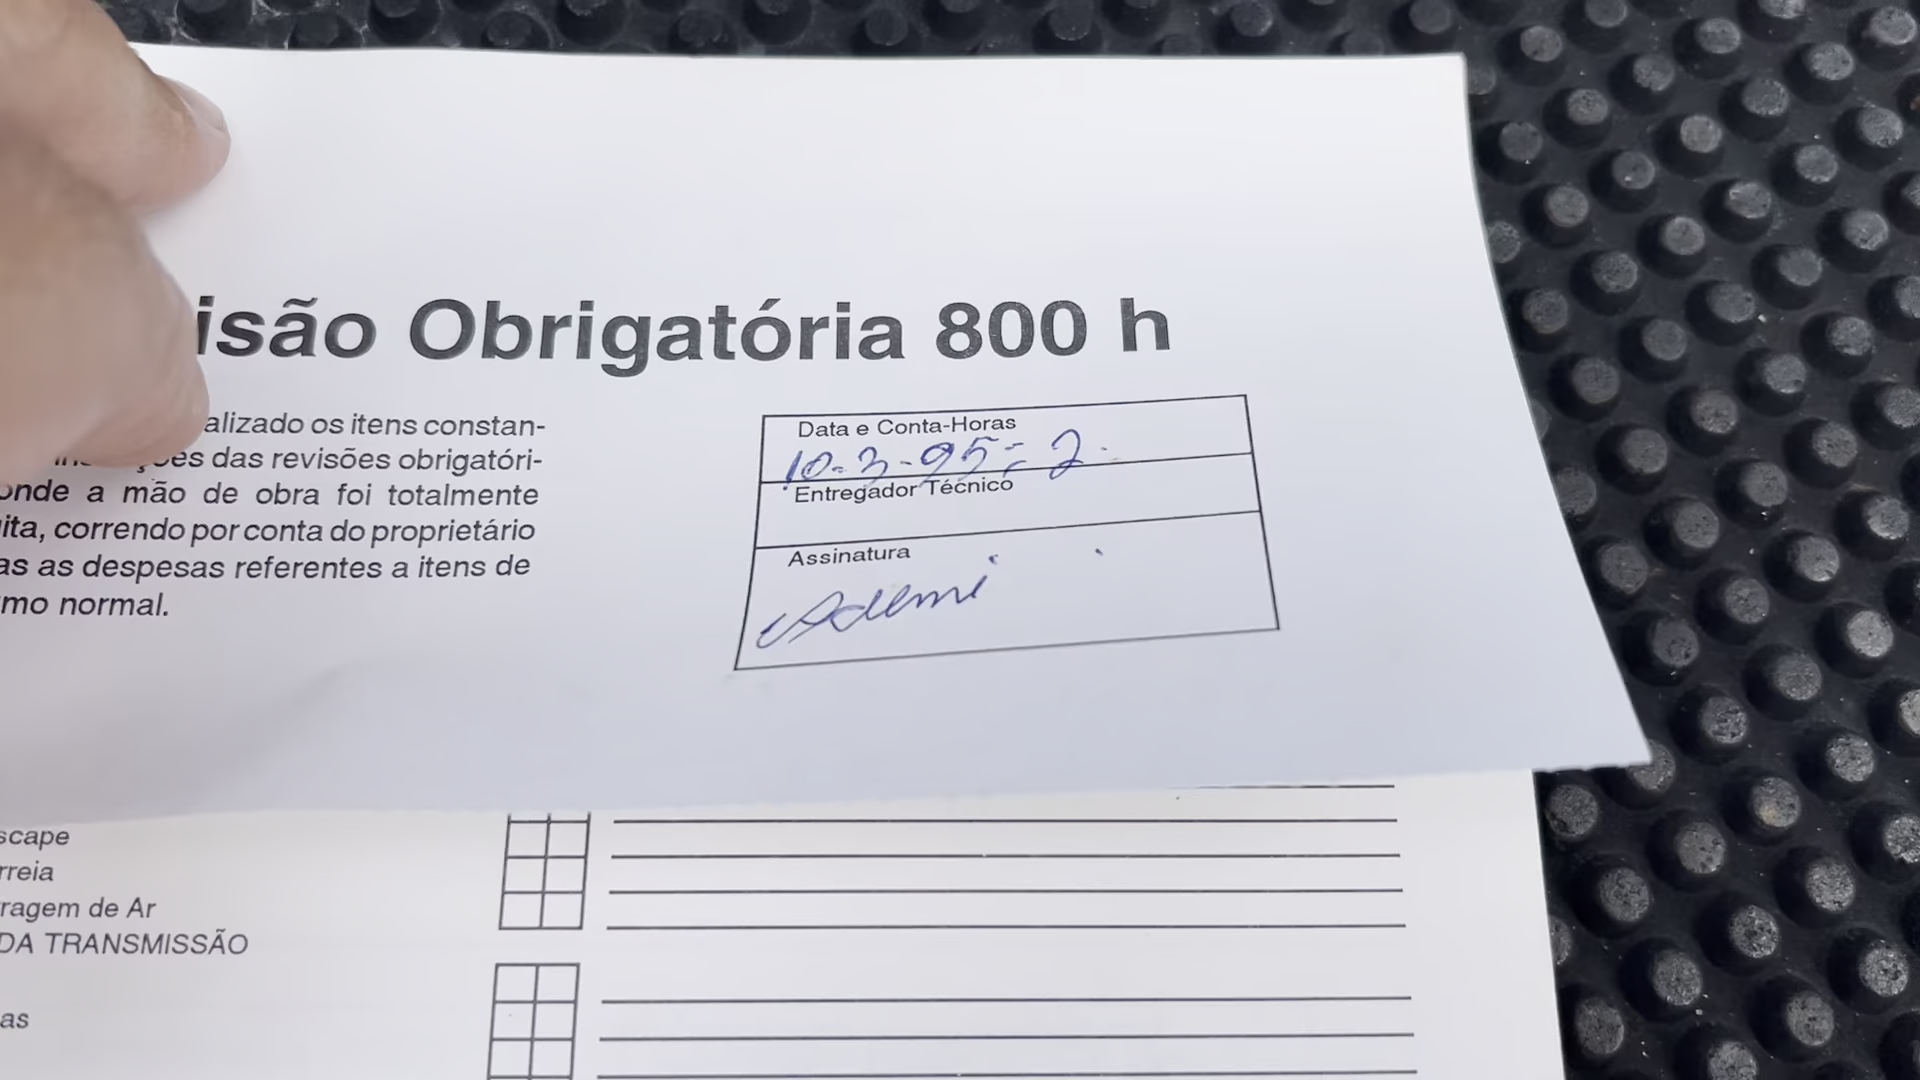 isão Obrigatória 800 h
alizado os itens constan-
ções das revisões obrigatóri-
onde a mão de obra foi totalmente
ita, correndo por conta do proprietário
as as despesas referentes a itens de
mo normal.
Data e Conta-Horas
10-3-95-2.
Entregador Técnico
Assinatura
Ademi
scape
rreia
ragem de Ar
DA TRANSMISSÃO
as